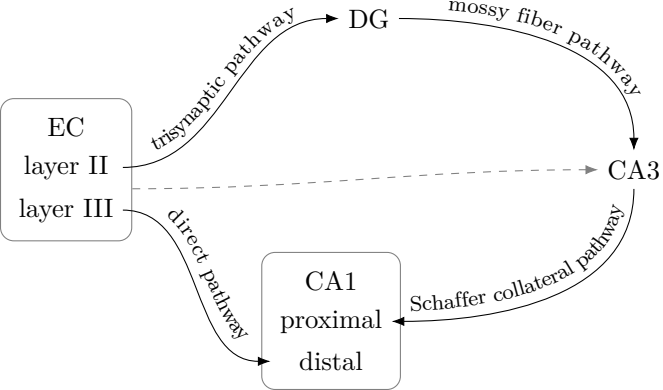 DG
mossy fiber pathway
trisynaptic pathway
EC
layer II
layer III
CA3
direct pathway
Schaffer collateral pathway
CA1
proximal
distal